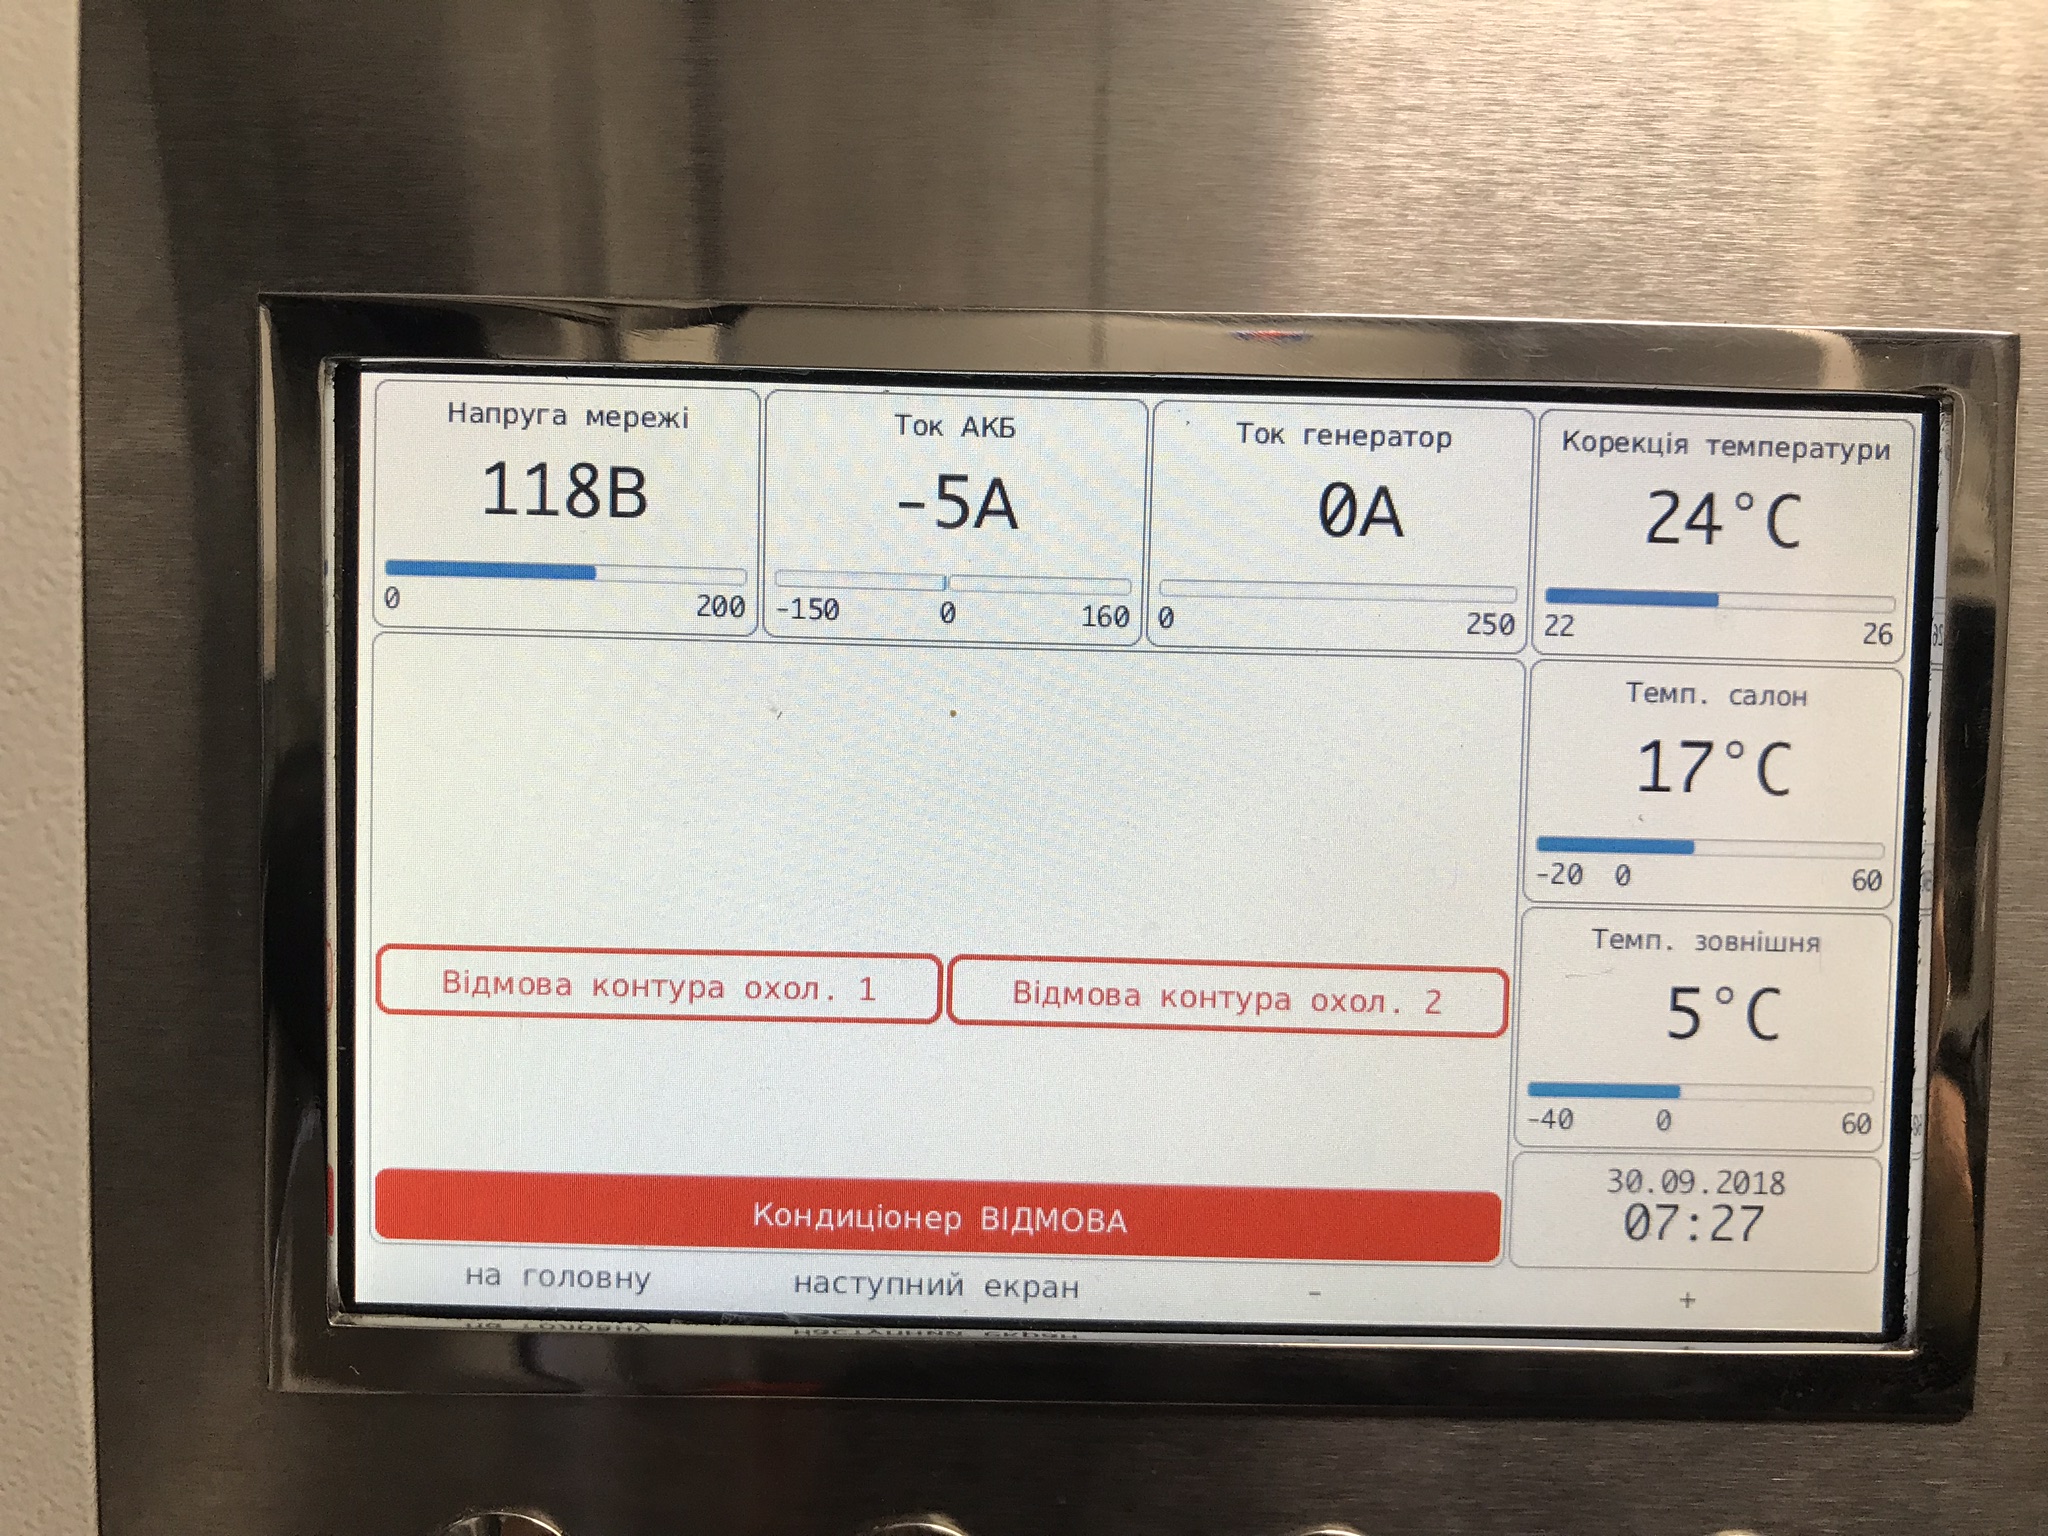 Напруга мережі
118В
0 200
Ток АКБ
-5А
-150 0 160
Ток генератор
0А
0 250
Корекція температури
24°C
22 26
Темп. салон
17°C
-20 0 60
Темп. зовнішня
5°C
-40 0 60
Відмова контура охол. 1
Відмова контура охол. 2
Кондиціонер ВІДМОВА
30.09.2018
07:27
на головну наступний екран - +